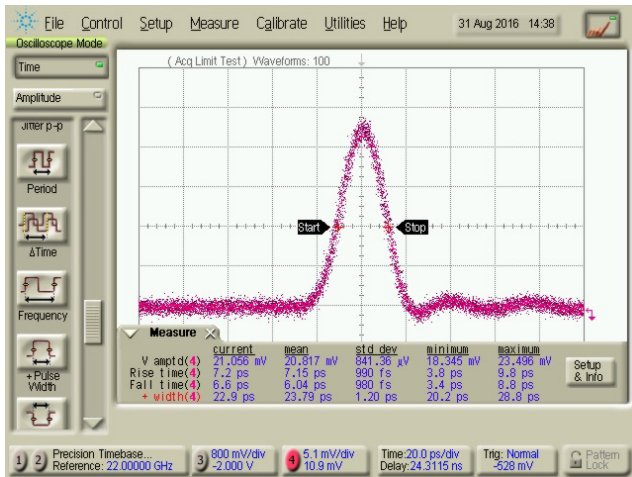 File Control Setup Measure Calibrate Utilities Help 31 Aug 2016 14:38
Oscilloscope Mode
Time
Amplitude
( Acq Limit Test ) Waveforms: 100
Jitter p-p
Period
ΔTime
Frequency
+ Pulse
Width
Start
Stop
Measure
current mean std dev minimum maximum
V amptd(4) 21.056 mV 20.817 mV 841.36 µV 18.345 mV 23.496 mV
Rise time(4) 7.2 ps 7.15 ps 990 fs 3.8 ps 9.8 ps
Fall time(4) 6.6 ps 6.04 ps 980 fs 3.4 ps 8.8 ps
+ width(4) 22.9 ps 23.79 ps 1.20 ps 20.2 ps 28.8 ps
Setup
& Info
1 2 Precision Timebase...
Reference: 22.00000 GHz
3 800 mV/div
-2.000 V
4 5.1 mV/div
10.9 mV
Time:20.0 ps/div
Delay:24.3115 ns
Trig: Normal
-528 mV
Pattern
Lock